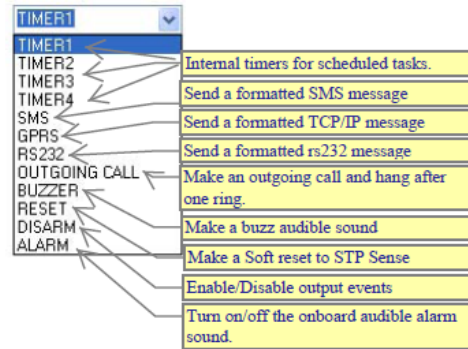 TIMER1
TIMER1
TIMER2
TIMER3
TIMER4
SMS
GPRS
RS232
OUTGOING CALL
BUZZER
RESET
DISARM
ALARM
Internal timers for scheduled tasks.
Send a formatted SMS message
Send a formatted TCP/IP message
Send a formatted rs232 message
Make an outgoing call and hang after
one ring.
Make a buzz audible sound
Make a Soft reset to STP Sense
Enable/Disable output events
Turn on/off the onboard audible alarm
sound.